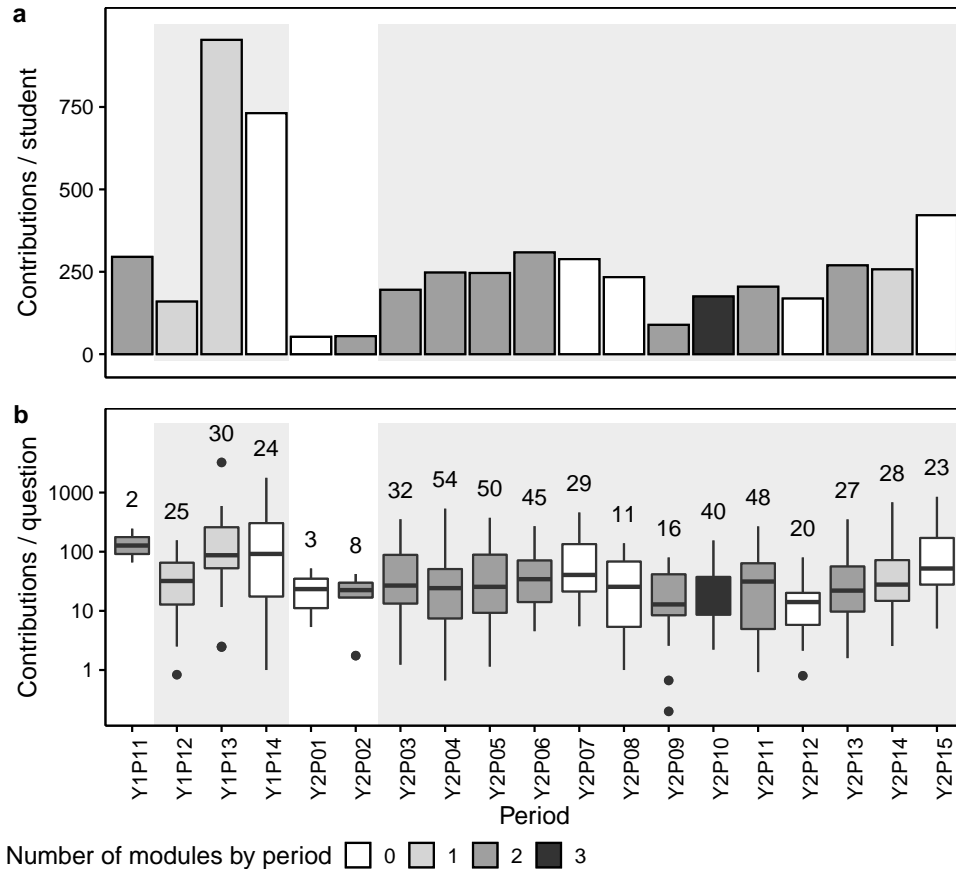 a
Contributions / student
750
500
250
0
b
Contributions / question
1000
100
10
1
2
25
30
24
3
8
32
54
50
45
29
11
16
40
48
20
27
28
23
Y1P11
Y1P12
Y1P13
Y1P14
Y2P01
Y2P02
Y2P03
Y2P04
Y2P05
Y2P06
Y2P07
Y2P08
Y2P09
Y2P10
Y2P11
Y2P12
Y2P13
Y2P14
Y2P15
Period
Number of modules by period 0 1 2 3